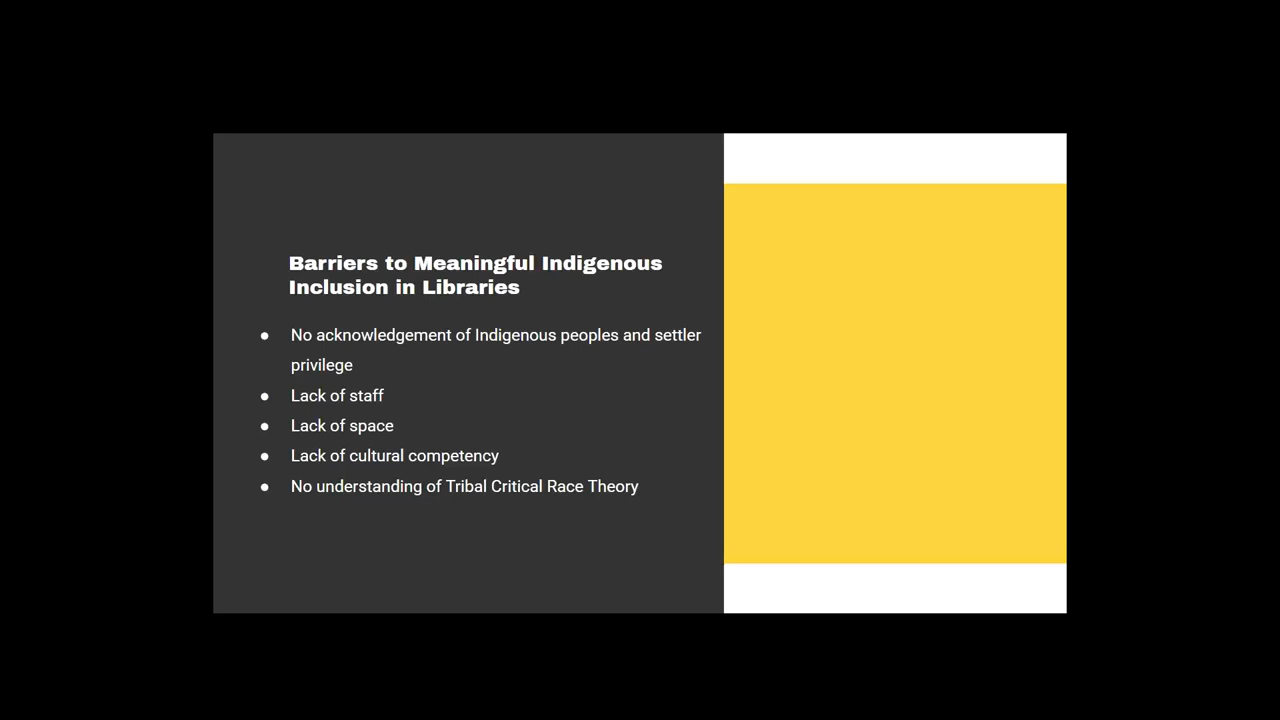 Barriers to Meaningful Indigenous
Inclusion in Libraries
● No acknowledgement of Indigenous peoples and settler
privilege
● Lack of staff
● Lack of space
● Lack of cultural competency
● No understanding of Tribal Critical Race Theory